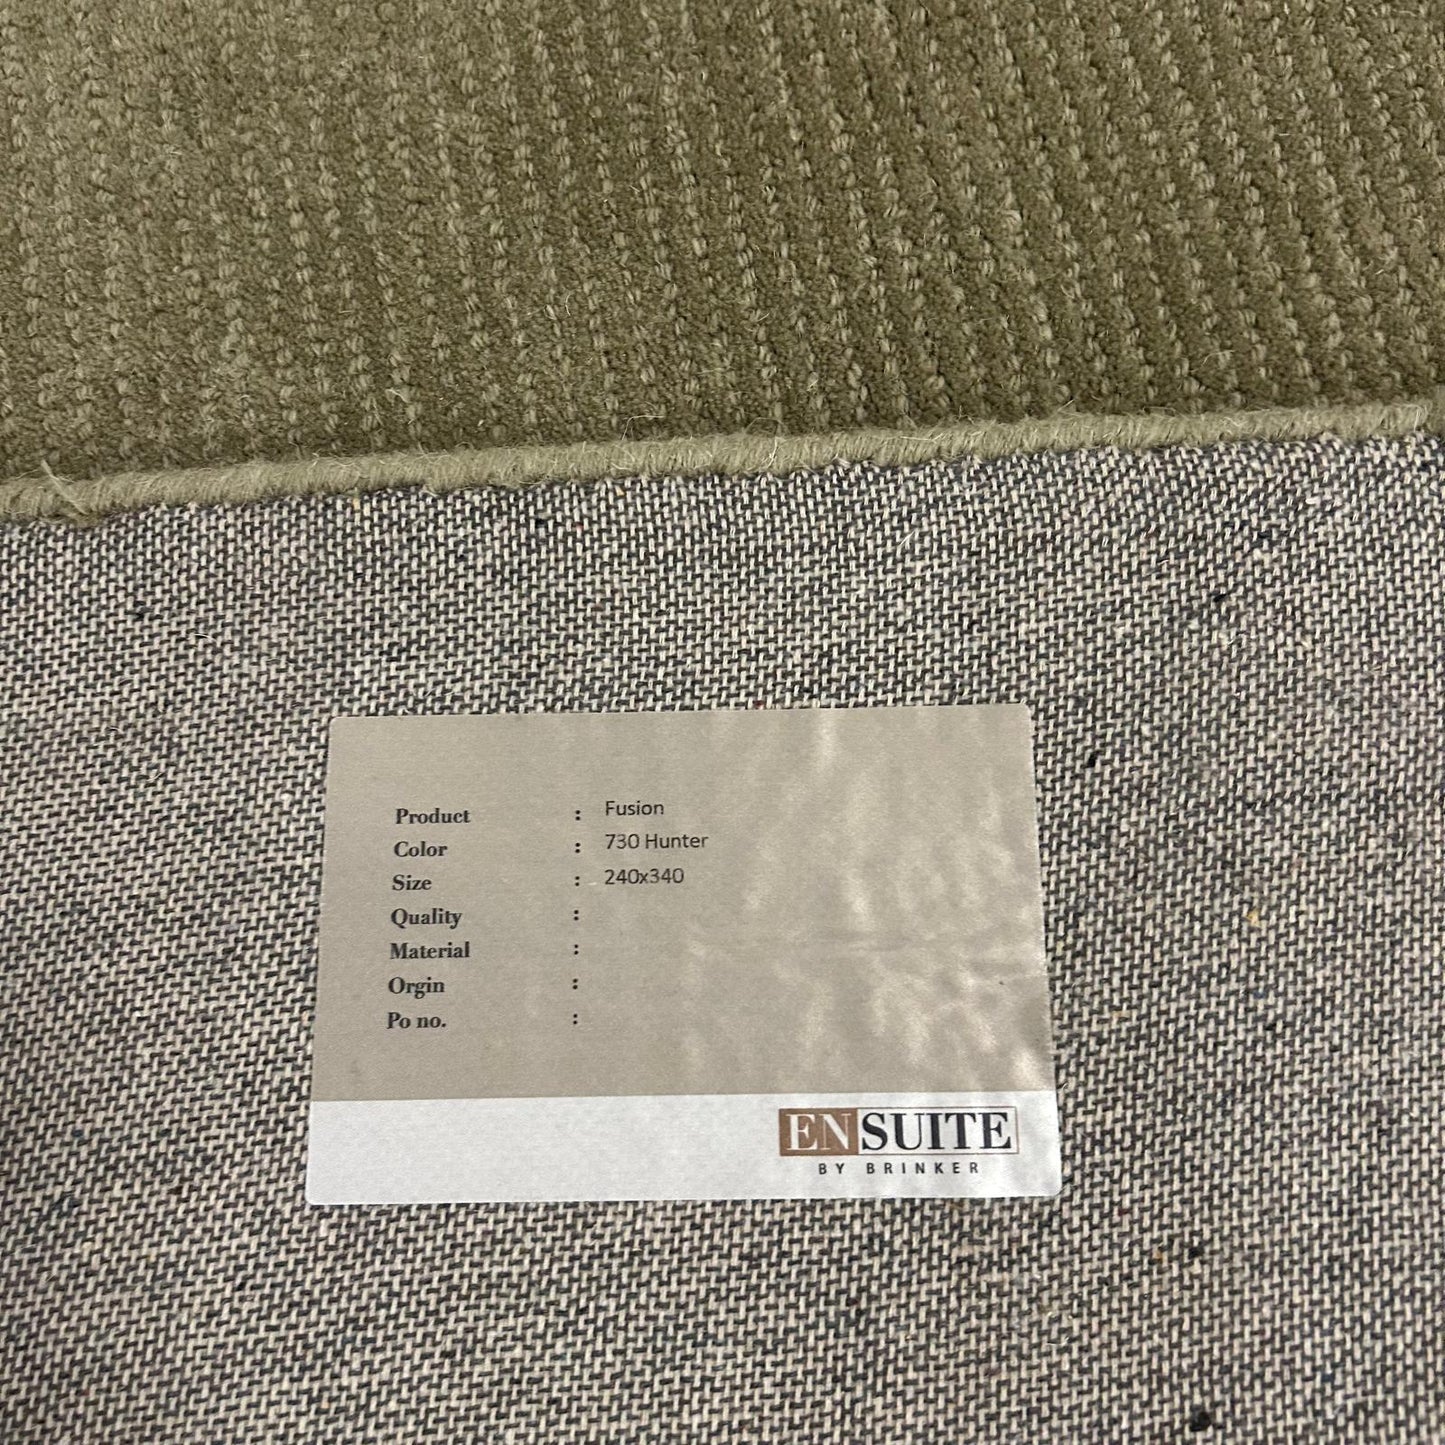 Product : Fusion
Color : 730 Hunter
Size : 240x340
Quality :
Material :
Orgin :
Po no. :
ENSUITE
BY BRINKER